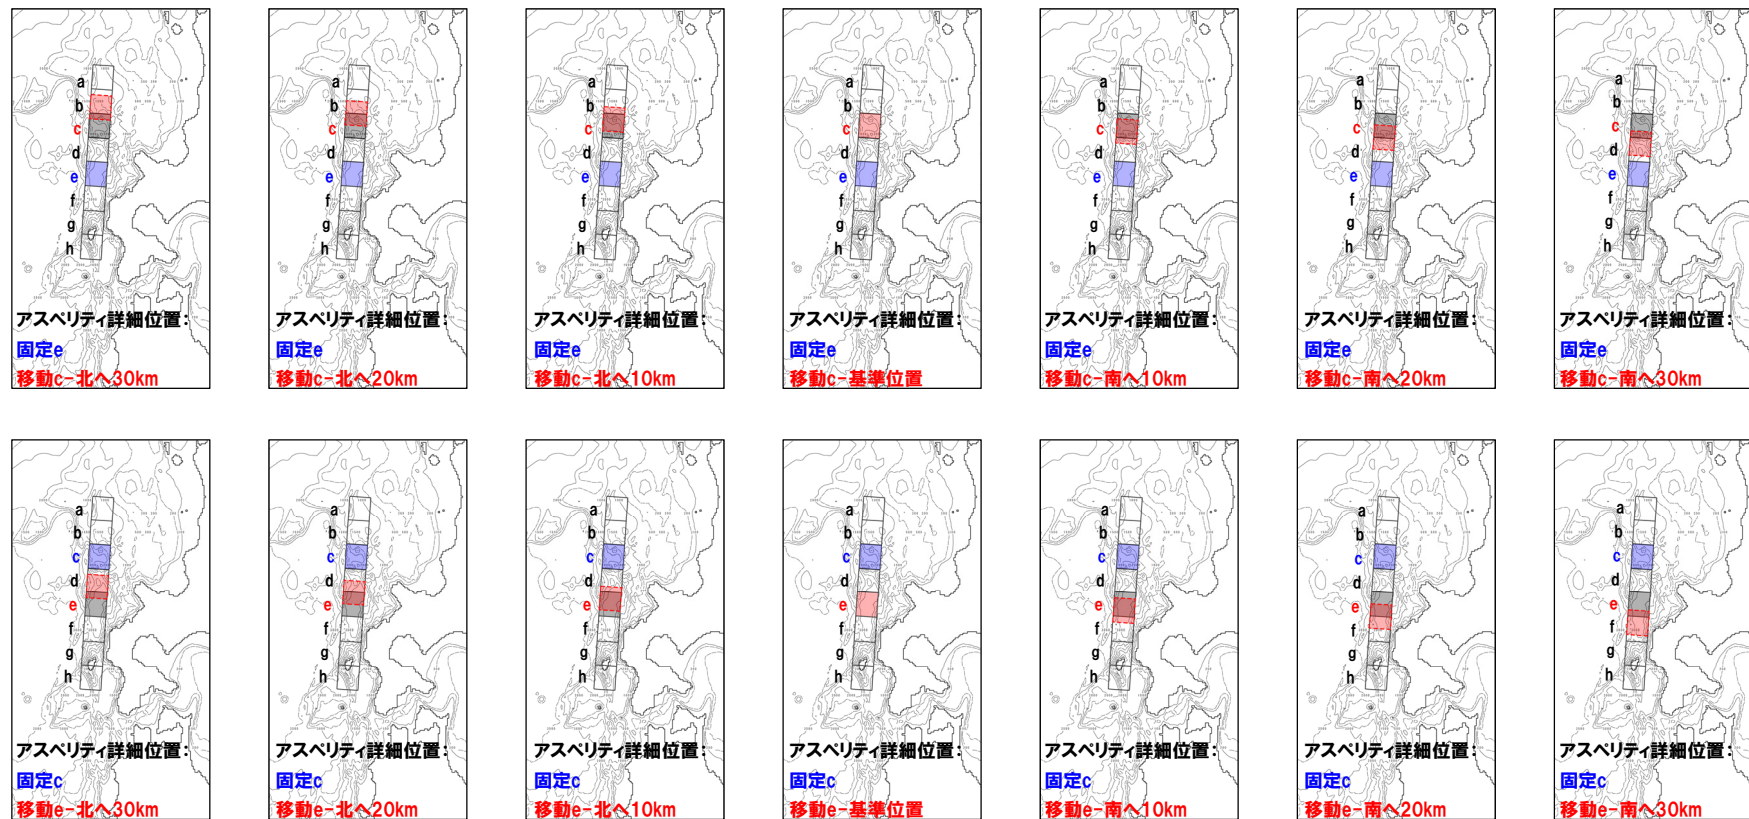 a
b
c
d
e
f
g
h
アスペリティ詳細位置:
固定e
移動c-北へ30km
a
b
c
d
e
f
g
h
アスペリティ詳細位置:
固定e
移動c-北へ20km
a
b
c
d
e
f
g
h
アスペリティ詳細位置:
固定e
移動c-北へ10km
a
b
c
d
e
f
g
h
アスペリティ詳細位置:
固定e
移動c-基準位置
a
b
c
d
e
f
g
h
アスペリティ詳細位置:
固定e
移動c-南へ10km
a
b
c
d
e
f
g
h
アスペリティ詳細位置:
固定e
移動c-南へ20km
a
b
c
d
e
f
g
h
アスペリティ詳細位置:
固定e
移動c-南へ30km
a
b
c
d
e
f
g
h
アスペリティ詳細位置:
固定c
移動e-北へ30km
a
b
c
d
e
f
g
h
アスペリティ詳細位置:
固定c
移動e-北へ20km
a
b
c
d
e
f
g
h
アスペリティ詳細位置:
固定c
移動e-北へ10km
a
b
c
d
e
f
g
h
アスペリティ詳細位置:
固定c
移動e-基準位置
a
b
c
d
e
f
g
h
アスペリティ詳細位置:
固定c
移動e-南へ10km
a
b
c
d
e
f
g
h
アスペリティ詳細位置:
固定c
移動e-南へ20km
a
b
c
d
e
f
g
h
アスペリティ詳細位置:
固定c
移動e-南へ30km